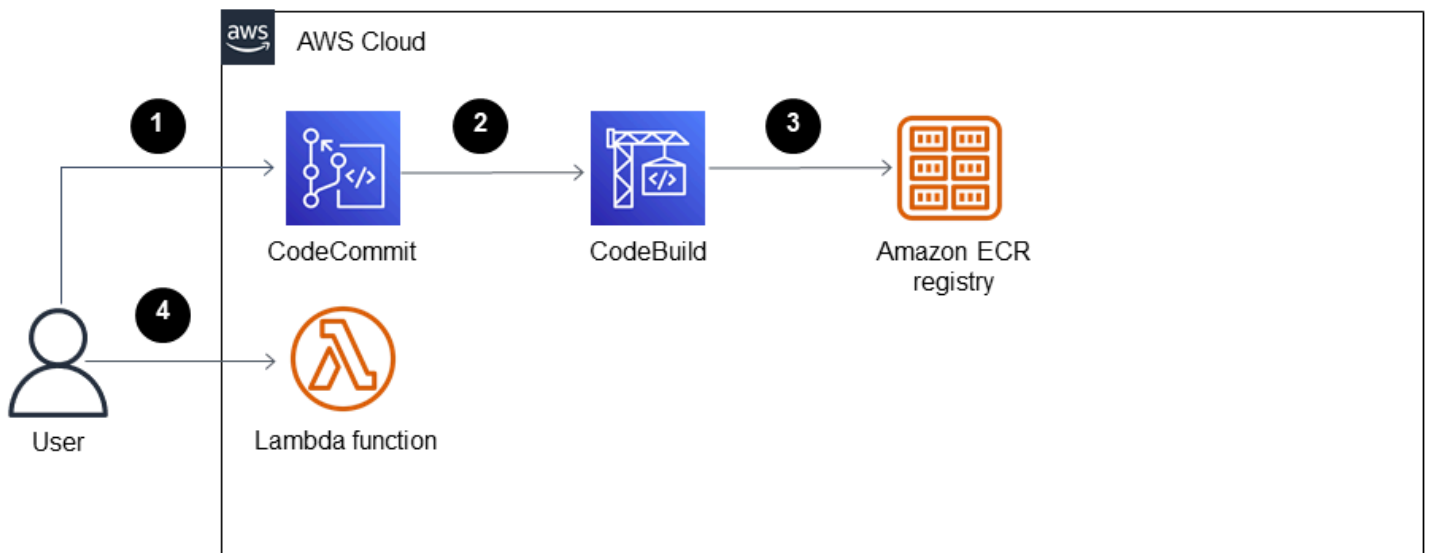 aws
AWS Cloud
1
2
3
CodeCommit
CodeBuild
Amazon ECR
registry
4
User
Lambda function